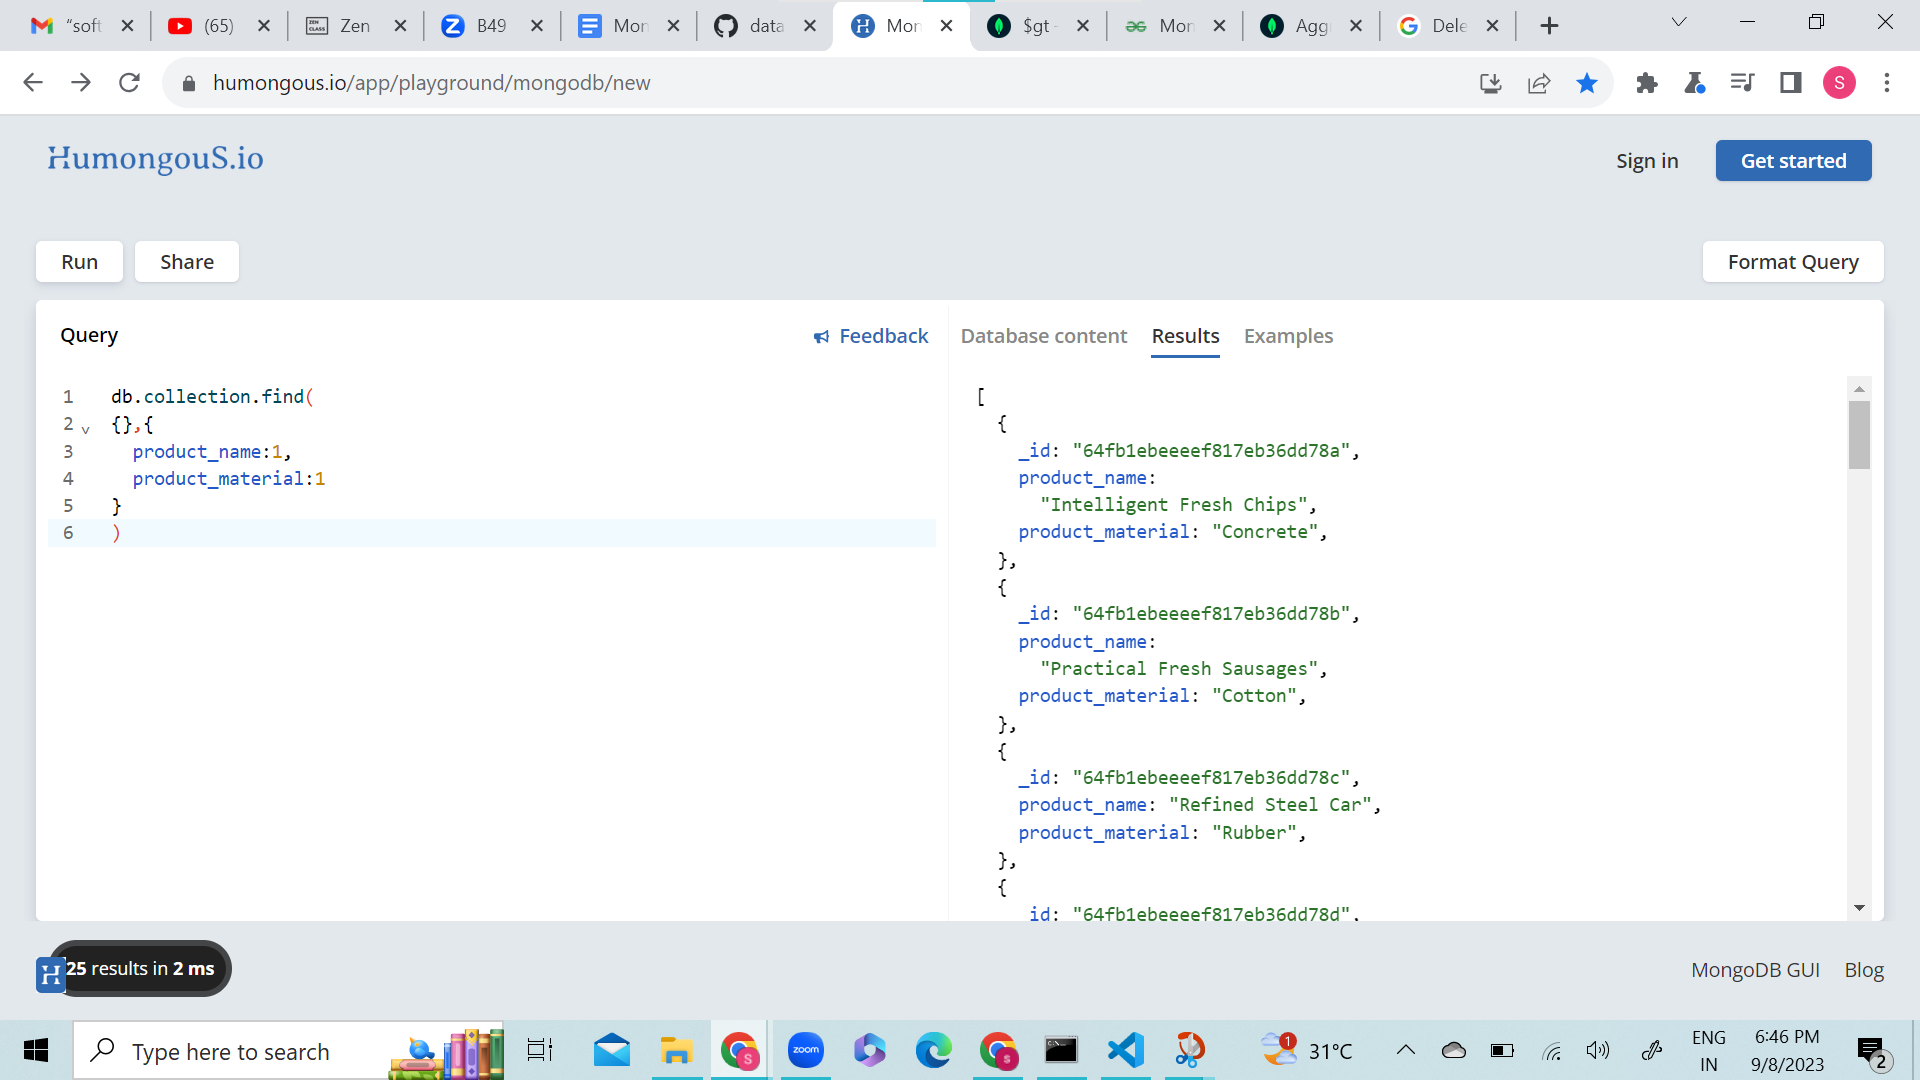 "soft
(65)
Zen
B49
Mon
data
Mon
$gt -
Mon
Agg
Dele
humongous.io/app/playground/mongodb/new
S
HumongouS.io
Sign in
Get started
Run
Share
Format Query
Query
Feedback
Database content
Results
Examples
1 db.collection.find(
2 {},{
3 product_name:1,
4 product_material:1
5 }
6 )
[
{
_id: "64fb1ebeeeef817eb36dd78a",
product_name:
"Intelligent Fresh Chips",
product_material: "Concrete",
},
{
_id: "64fb1ebeeeef817eb36dd78b",
product_name:
"Practical Fresh Sausages",
product_material: "Cotton",
},
{
_id: "64fb1ebeeeef817eb36dd78c",
product_name: "Refined Steel Car",
product_material: "Rubber",
},
{
_id: "64fb1ebeeeef817eb36dd78d",
25 results in 2 ms
MongoDB GUI
Blog
Type here to search
zoom
1
31°C
ENG
IN
6:46 PM
9/8/2023
2